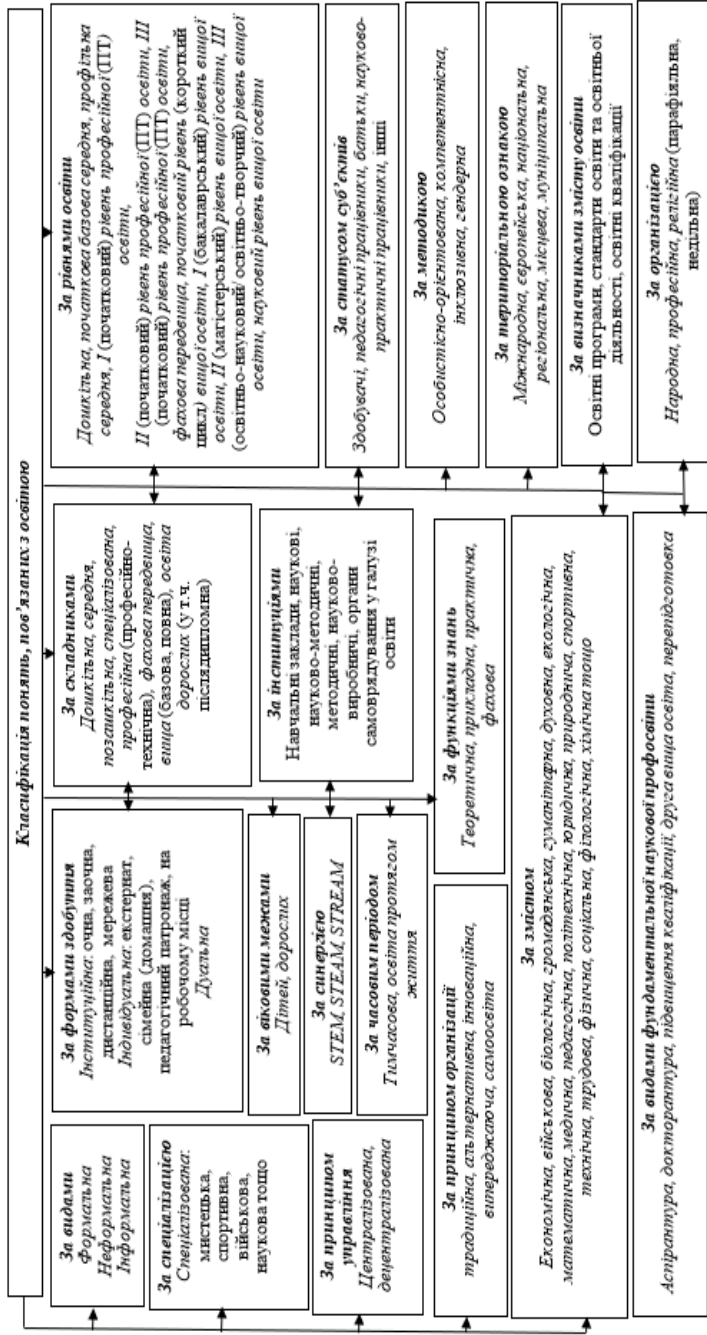 Класифікація понять, пов’язаних з освітою
За видами
Формальна
Неформальна
Інформальна
За спеціалізацією
Спеціалізована:
мистецька,
спортивна,
військова,
наукова тощо
За принципом
управління
Централізована,
децентралізована
За формами здобуття
Інституційна: очна, заочна,
дистанційна, мережева
Індивідуальна: екстернат,
сімейна (домашня),
педагогічний патронаж, на
робочому місці
Дуальна
За віковими межами
Дітей, дорослих
За синергією
STEM, STEAM, STREAM
За часовим періодом
Тимчасова, освіта протягом
життя
За складниками
Дошкільна, середня,
позашкільна, спеціалізована,
професійна (професійно-
технічна), фахова передвища,
вища (базова, повна), освіта
дорослих (у т.ч.
післядипломна)
За інституціями
Навчальні заклади, наукові,
науково-методичні,
методичні, науково-
виробничі, органи
самоврядування у галузі
освіти
За рівнями освіти
Дошкільна, початкова базова середня, профільна
середня, І (початковий) рівень професійної (ПТ)
освіти,
ІІ (початковий) рівень професійної (ПТ) освіти, ІІІ
(початковий) рівень професійної (ПТ) освіти,
фахова передвища, початковий рівень (короткий
цикл) вищої освіти, І (бакалаврський) рівень вищої
освіти, ІІ (магістерський) рівень вищої освіти, ІІІ
(освітньо-науковий/ освітньо-творчий) рівень вищої
освіти, науковий рівень вищої освіти
За статусом суб’єктів
Здобувачі, педагогічні працівники, батьки, науково-
практичні працівники, інші
За методикою
Особистісно-орієнтована, компетентнісна,
інклюзивна, гендерна
За територіальною ознакою
Міжнародна, європейська, національна,
регіональна, місцева, муніципальна
За визначниками змісту освіти
Освітні програми, стандарти освіти та освітньої
діяльності, освітні кваліфікації
За організацією
Народна, професійна, релігійна (парафіяльна,
недільна)
За принципом організації
традиційна, альтернативна, інноваційна,
випереджаюча, самоосвіта
За функціями знань
Теоретична, прикладна, практична,
фахова
За змістом
Економічна, військова, біологічна, громадянська, гуманітарна, духовна, екологічна,
математична, медична, педагогічна, політехнічна, юридична, природнича, спортивна,
технічна, трудова, фізична, соціальна, філологічна, хімічна тощо
За видами фундаментальної наукової профосвіти
Аспірантура, докторантура, підвищення кваліфікації, друга вища освіта, перепідготовка